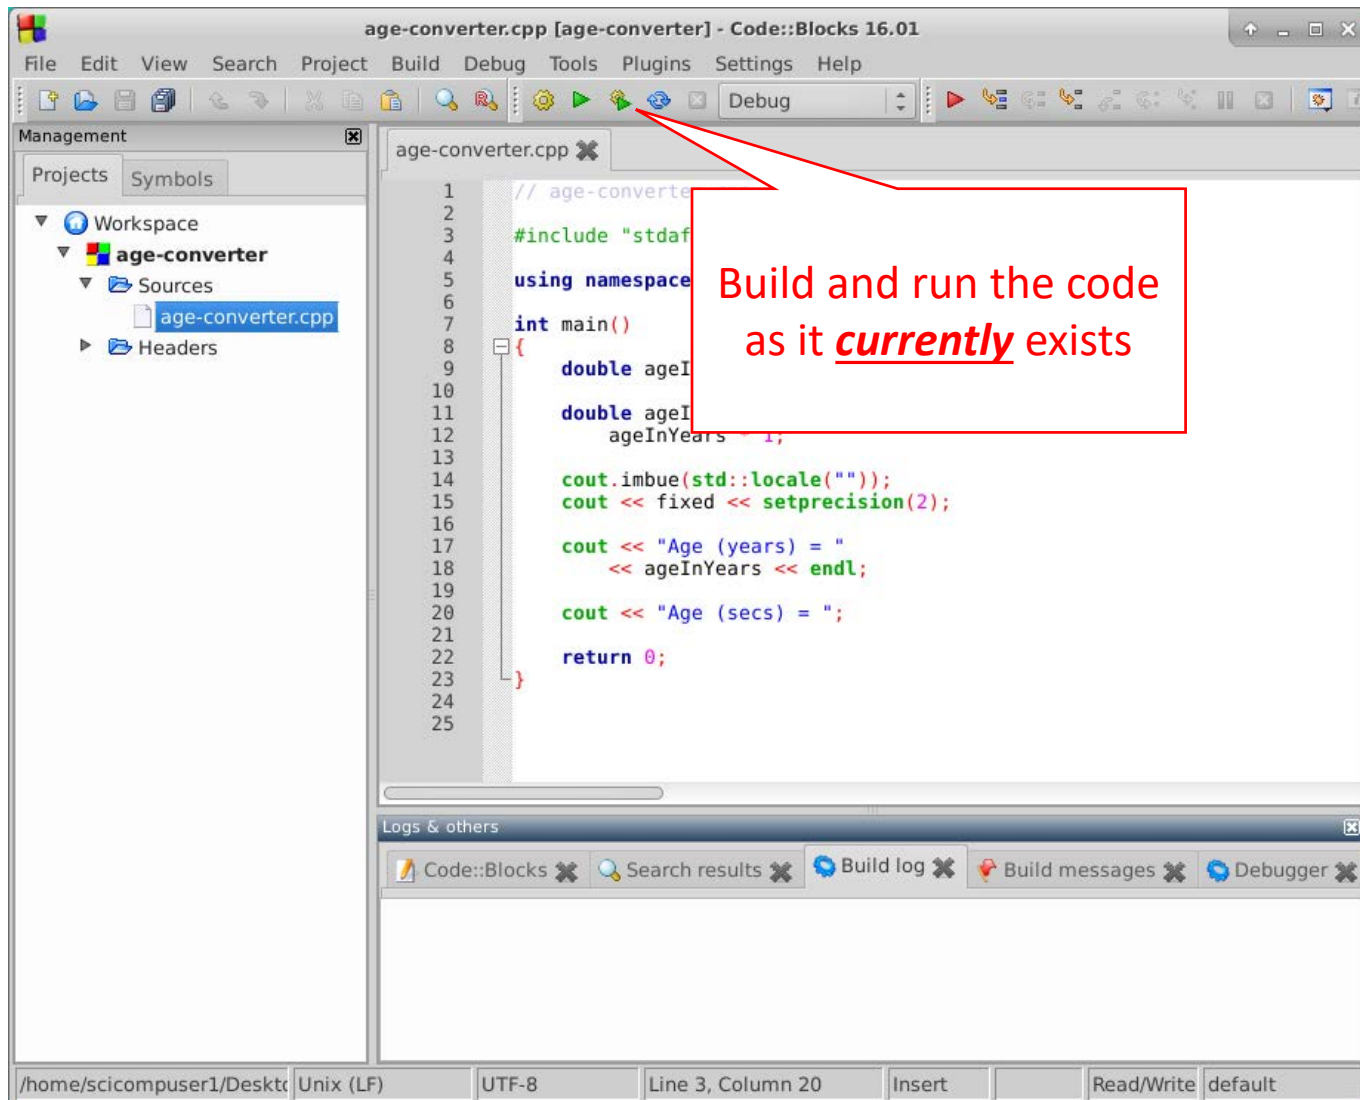 age-converter.cpp [age-converter] - Code::Blocks 16.01
File Edit View Search Project Build Debug Tools Plugins Settings Help
Debug
Management
Projects Symbols
Workspace
age-converter
Sources
age-converter.cpp
Headers
age-converter.cpp
1 // age-converte
2
3 #include "stdaf
4
5 using namespace
6
7 int main()
8 {
9 double ageI
10
11 double ageI
12 ageInYears * 1;
13
14 cout.imbue(std::locale(""));
15 cout << fixed << setprecision(2);
16
17 cout << "Age (years) = "
18 << ageInYears << endl;
19
20 cout << "Age (secs) = ";
21
22 return 0;
23 }
24
25
Build and run the code
as it currently exists
Logs & others
Code::Blocks Search results Build log Build messages Debugger
/home/scicompuser1/Deskto Unix (LF) UTF-8 Line 3, Column 20 Insert Read/Write default